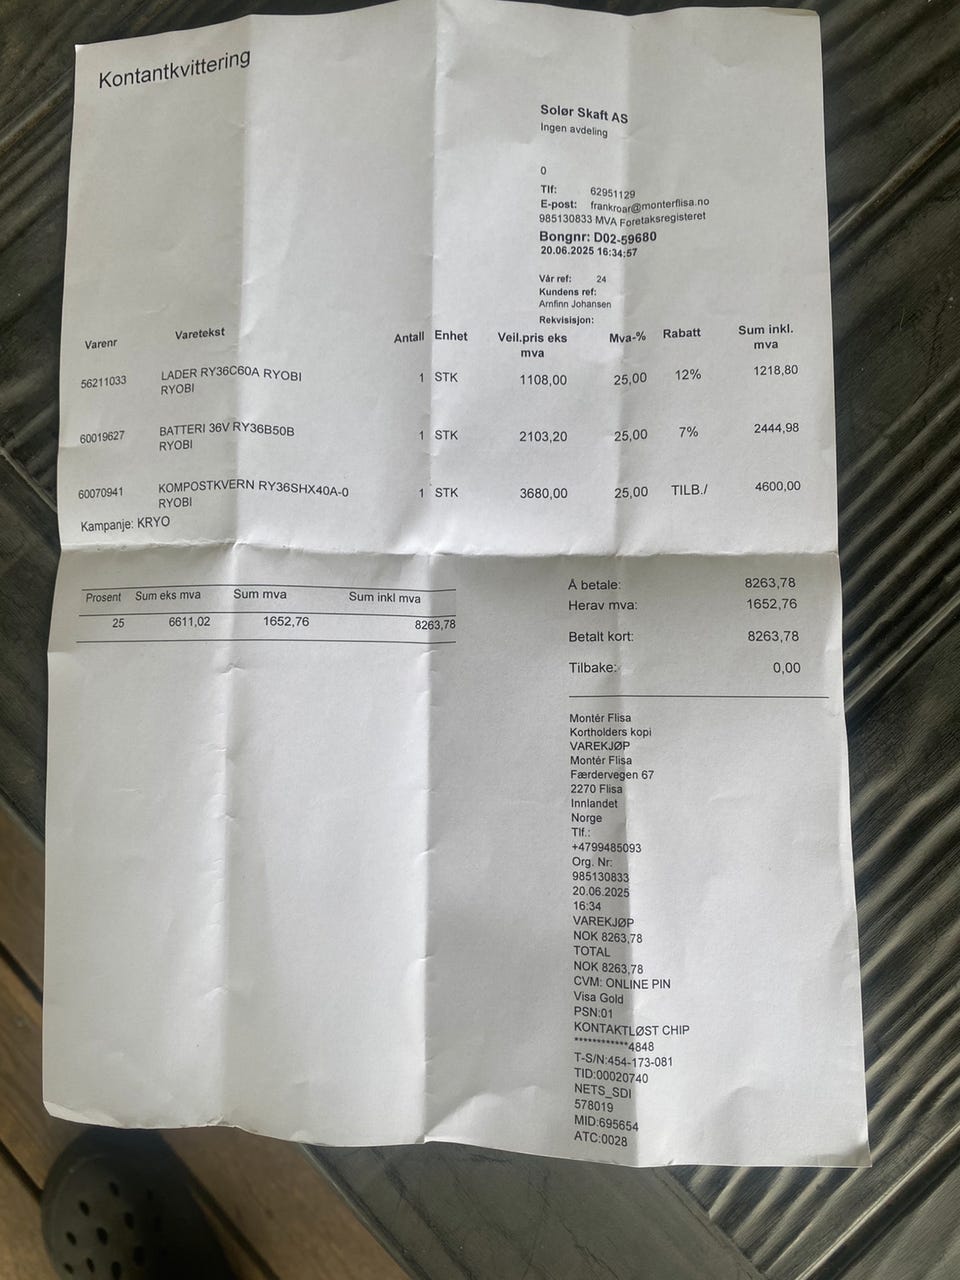 Kontantkvittering
Solør Skaft AS
Ingen avdeling
0
Tlf: 62951129
E-post: frankroar@monterflisa.no
985130833 MVA Foretaksregisteret
Bongnr: D02-59680
20.06.2025 16:34:57
Vår ref: 24
Kundens ref:
Arnfinn Johansen
Rekvisisjon:
Varenr Varetekst Antall Enhet Veil.pris eks mva Mva-% Rabatt Sum inkl. mva
56211033 LADER RY36C60A RYOBI 1 STK 1108,00 25,00 12% 1218,80
RYOBI
60019627 BATTERI 36V RY36B50B 1 STK 2103,20 25,00 7% 2444,98
RYOBI
60070941 KOMPOSTKVERN RY36SHX40A-0 1 STK 3680,00 25,00 TILB./ 4600,00
RYOBI
Kampanje: KRYO
Prosent Sum eks mva Sum mva Sum inkl mva
25 6611,02 1652,76 8263,78
Å betale: 8263,78
Herav mva: 1652,76
Betalt kort: 8263,78
Tilbake: 0,00
Montér Flisa
Kortholders kopi
VAREKJØP
Montér Flisa
Færdervegen 67
2270 Flisa
Innlandet
Norge
Tlf.:
+4799485093
Org. Nr:
985130833
20.06.2025
16:34
VAREKJØP
NOK 8263,78
TOTAL
NOK 8263,78
CVM: ONLINE PIN
Visa Gold
PSN:01
KONTAKTLØST CHIP
************4848
T-S/N:454-173-081
TID:00020740
NETS_SDI
578019
MID:695654
ATC:0028